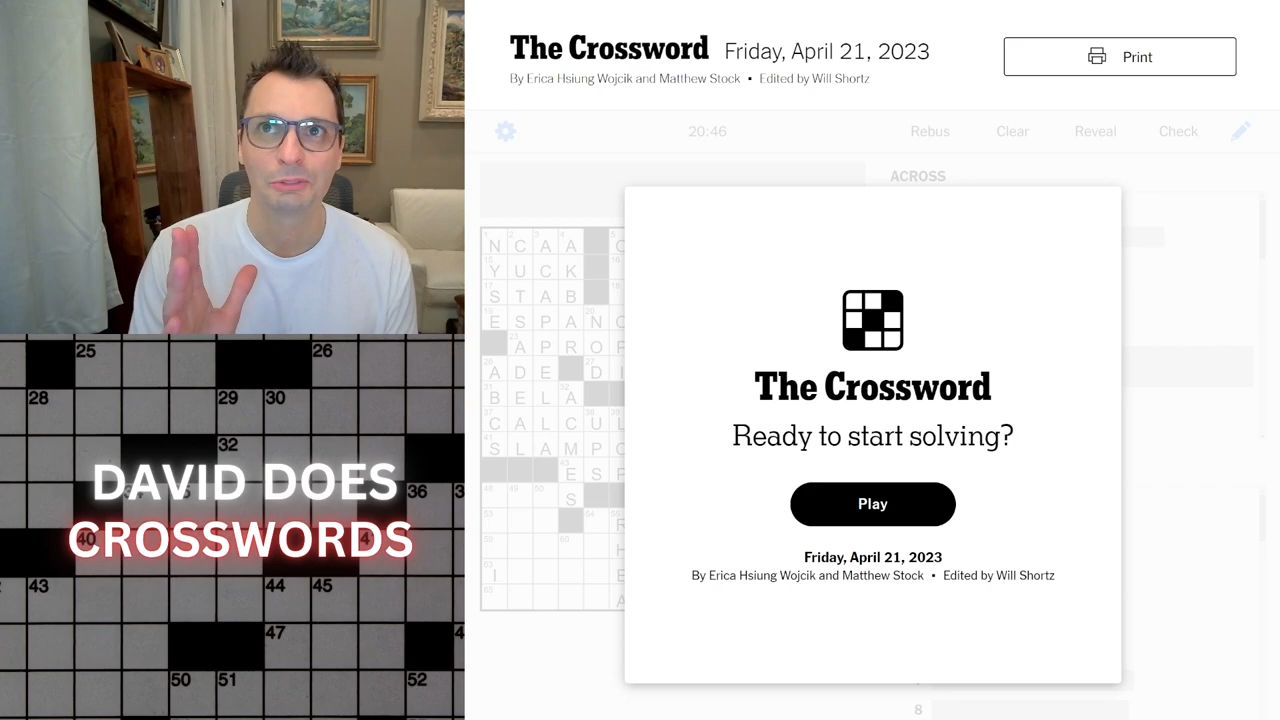 The Crossword Friday, April 21, 2023
By Erica Hsiung Wojcik and Matthew Stock • Edited by Will Shortz
Print
20:46
Rebus Clear Reveal Check
ACROSS
N C A A
Y U C K
S T A B
E S P A N
A P R O
A D E D
B E L A
C A L C U L
S L A M P
E
S
I
The Crossword
Ready to start solving?
Play
Friday, April 21, 2023
By Erica Hsiung Wojcik and Matthew Stock • Edited by Will Shortz
8
25 26
28 29 30
32
DAVID DOES
36
CROSSWORDS
40
43 44 45
47
50 51 52